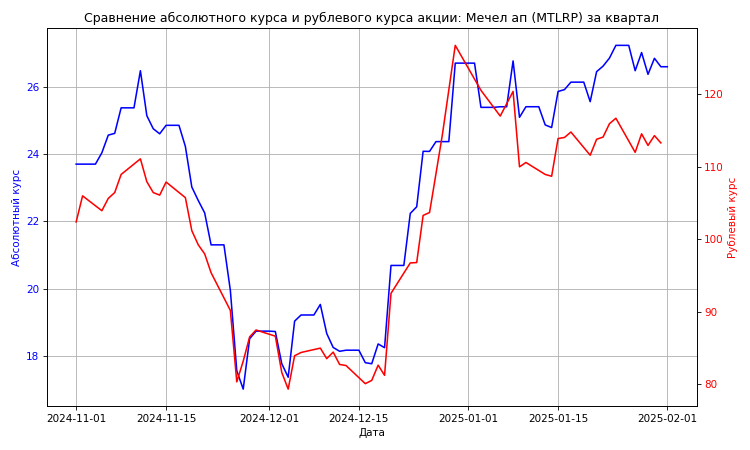 Сравнение абсолютного курса и рублевого курса акции: Мечел ап (MTLRP) за квартал
Абсолютный курс
26
24
22
20
18
120
110
100
90
80
Рублевый курс
2024-11-01 2024-11-15 2024-12-01 2024-12-15 2025-01-01 2025-01-15 2025-02-01
Дата